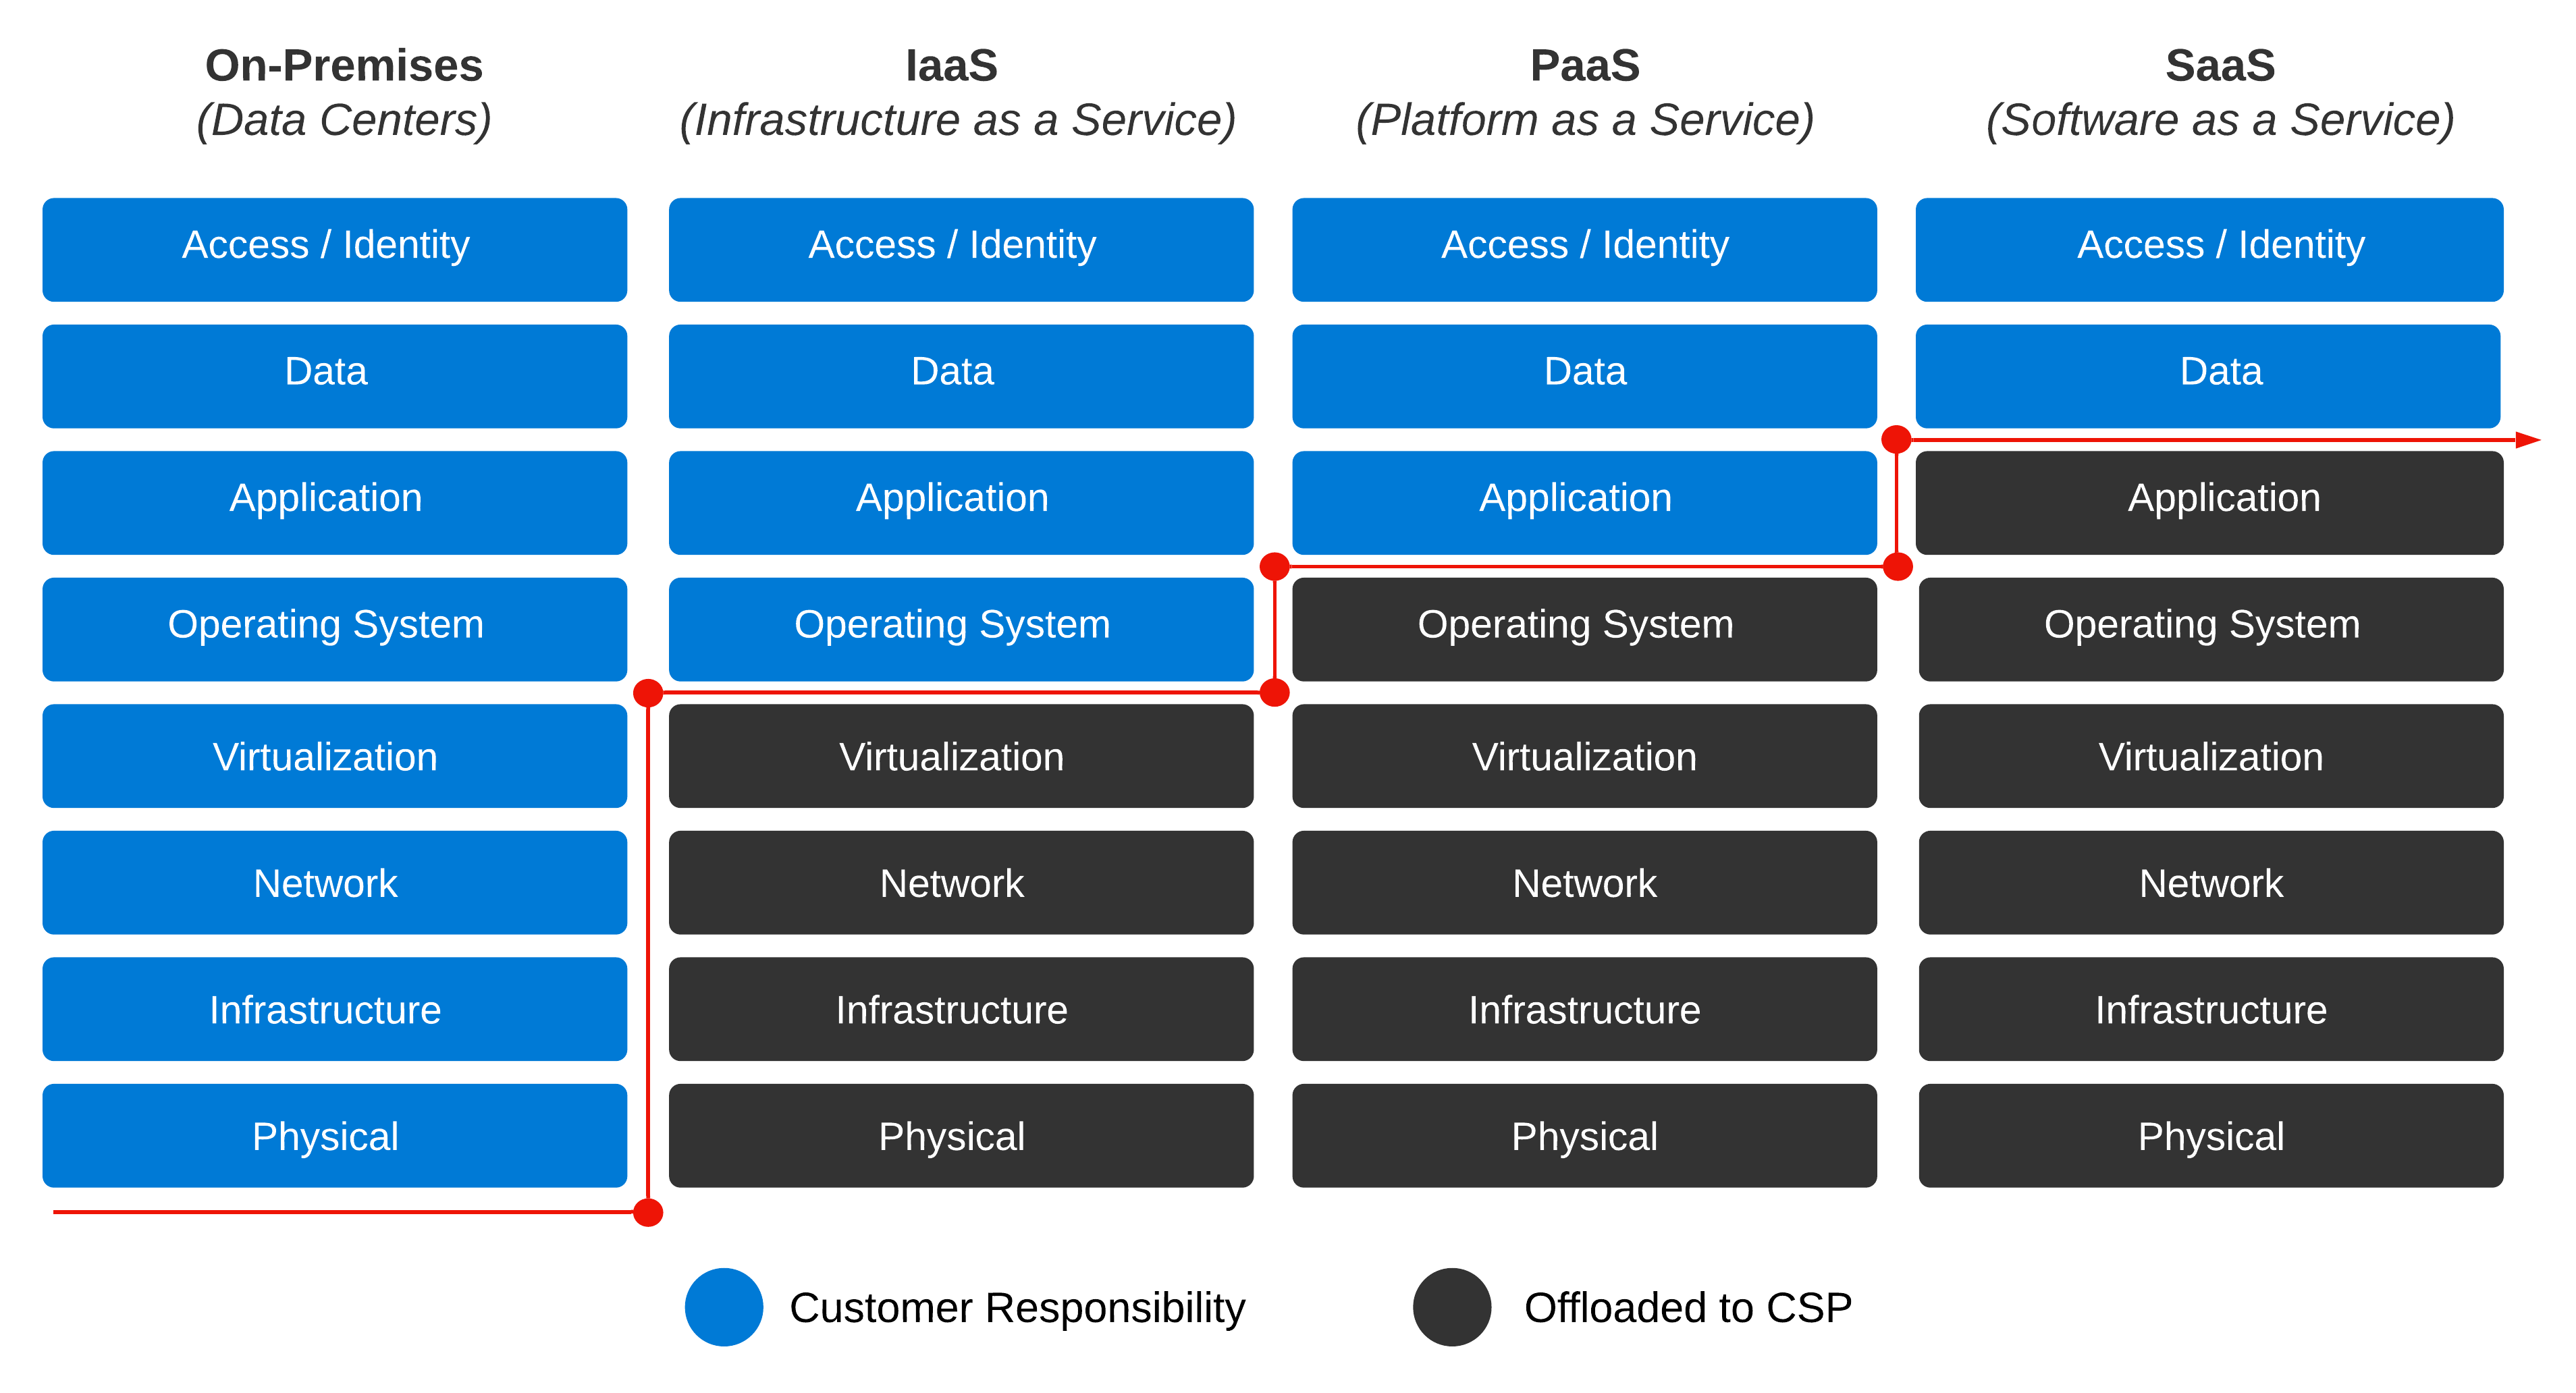 On-Premises
(Data Centers)
IaaS
(Infrastructure as a Service)
PaaS
(Platform as a Service)
SaaS
(Software as a Service)
Access / Identity
Access / Identity
Access / Identity
Access / Identity
Data
Data
Data
Data
Application
Application
Application
Application
Operating System
Operating System
Operating System
Operating System
Virtualization
Virtualization
Virtualization
Virtualization
Network
Network
Network
Network
Infrastructure
Infrastructure
Infrastructure
Infrastructure
Physical
Physical
Physical
Physical
Customer Responsibility
Offloaded to CSP